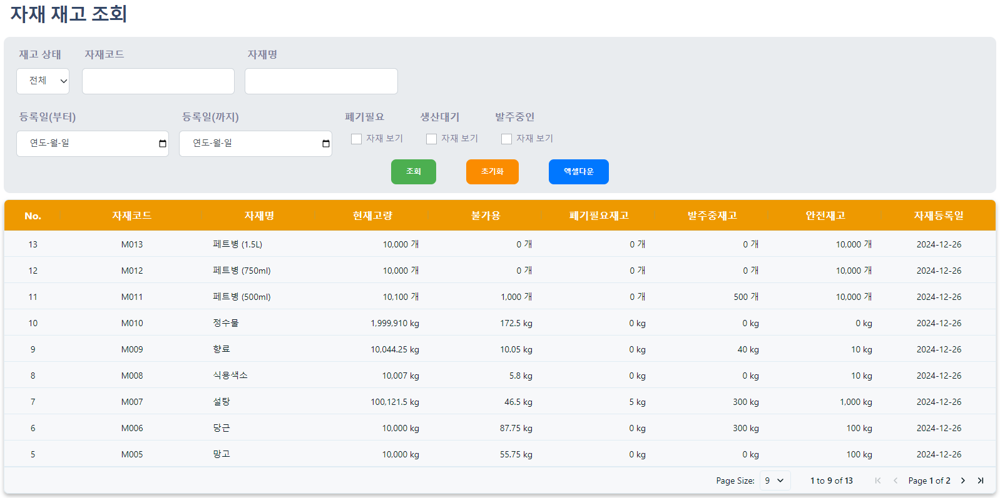 자재 재고 조회
재고 상태 자재코드 자재명
전체
등록일(부터) 등록일(까지) 폐기필요 생산대기 발주중인
연도-월-일 연도-월-일 자재 보기 자재 보기 자재 보기
조회 초기화 엑셀다운
No. 자재코드 자재명 현재고량 불가용 폐기필요재고 발주중재고 안전재고 자재등록일
13 M013 페트병 (1.5L) 10,000 개 0 개 0 개 0 개 10,000 개 2024-12-26
12 M012 페트병 (750ml) 10,000 개 0 개 0 개 0 개 10,000 개 2024-12-26
11 M011 페트병 (500ml) 10,100 개 1,000 개 0 개 500 개 10,000 개 2024-12-26
10 M010 정수물 1,999,910 kg 172.5 kg 0 kg 0 kg 0 kg 2024-12-26
9 M009 향료 10,044.25 kg 10.05 kg 0 kg 40 kg 10 kg 2024-12-26
8 M008 식용색소 10,007 kg 5.8 kg 0 kg 0 kg 10 kg 2024-12-26
7 M007 설탕 100,121.5 kg 46.5 kg 5 kg 300 kg 1,000 kg 2024-12-26
6 M006 당근 10,000 kg 87.75 kg 0 kg 300 kg 100 kg 2024-12-26
5 M005 망고 10,000 kg 55.75 kg 0 kg 0 kg 100 kg 2024-12-26
Page Size: 9 1 to 9 of 13 Page 1 of 2